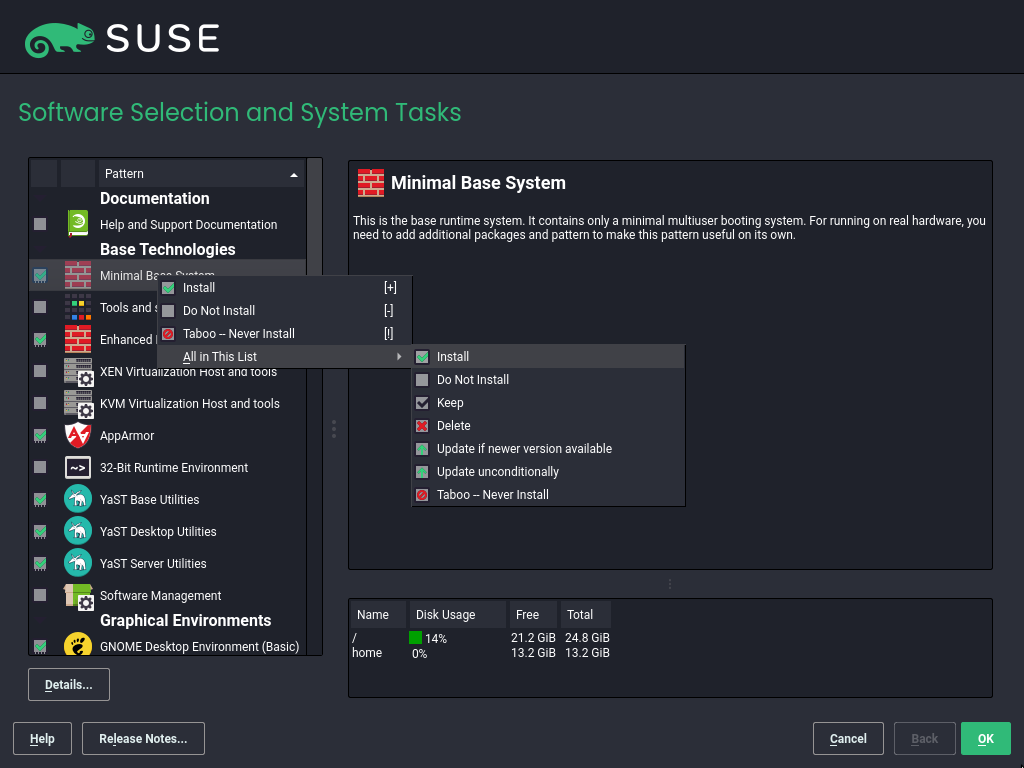 SUSE
Software Selection and System Tasks
Pattern
Documentation
Help and Support Documentation
Base Technologies
Minimal Base System
Tools and
Enhanced
XEN Virtualization Host and tools
KVM Virtualization Host and tools
AppArmor
32-Bit Runtime Environment
YaST Base Utilities
YaST Desktop Utilities
YaST Server Utilities
Software Management
Graphical Environments
GNOME Desktop Environment (Basic)
Install [+]
Do Not Install [-]
Taboo -- Never Install [!]
All in This List
Install
Do Not Install
Keep
Delete
Update if newer version available
Update unconditionally
Taboo -- Never Install
Minimal Base System
This is the base runtime system. It contains only a minimal multiuser booting system. For running on real hardware, you
need to add additional packages and pattern to make this pattern useful on its own.
Name Disk Usage Free Total
/ 14% 21.2 GiB 24.8 GiB
home 0% 13.2 GiB 13.2 GiB
Details...
Help
Release Notes...
Cancel
Back
OK